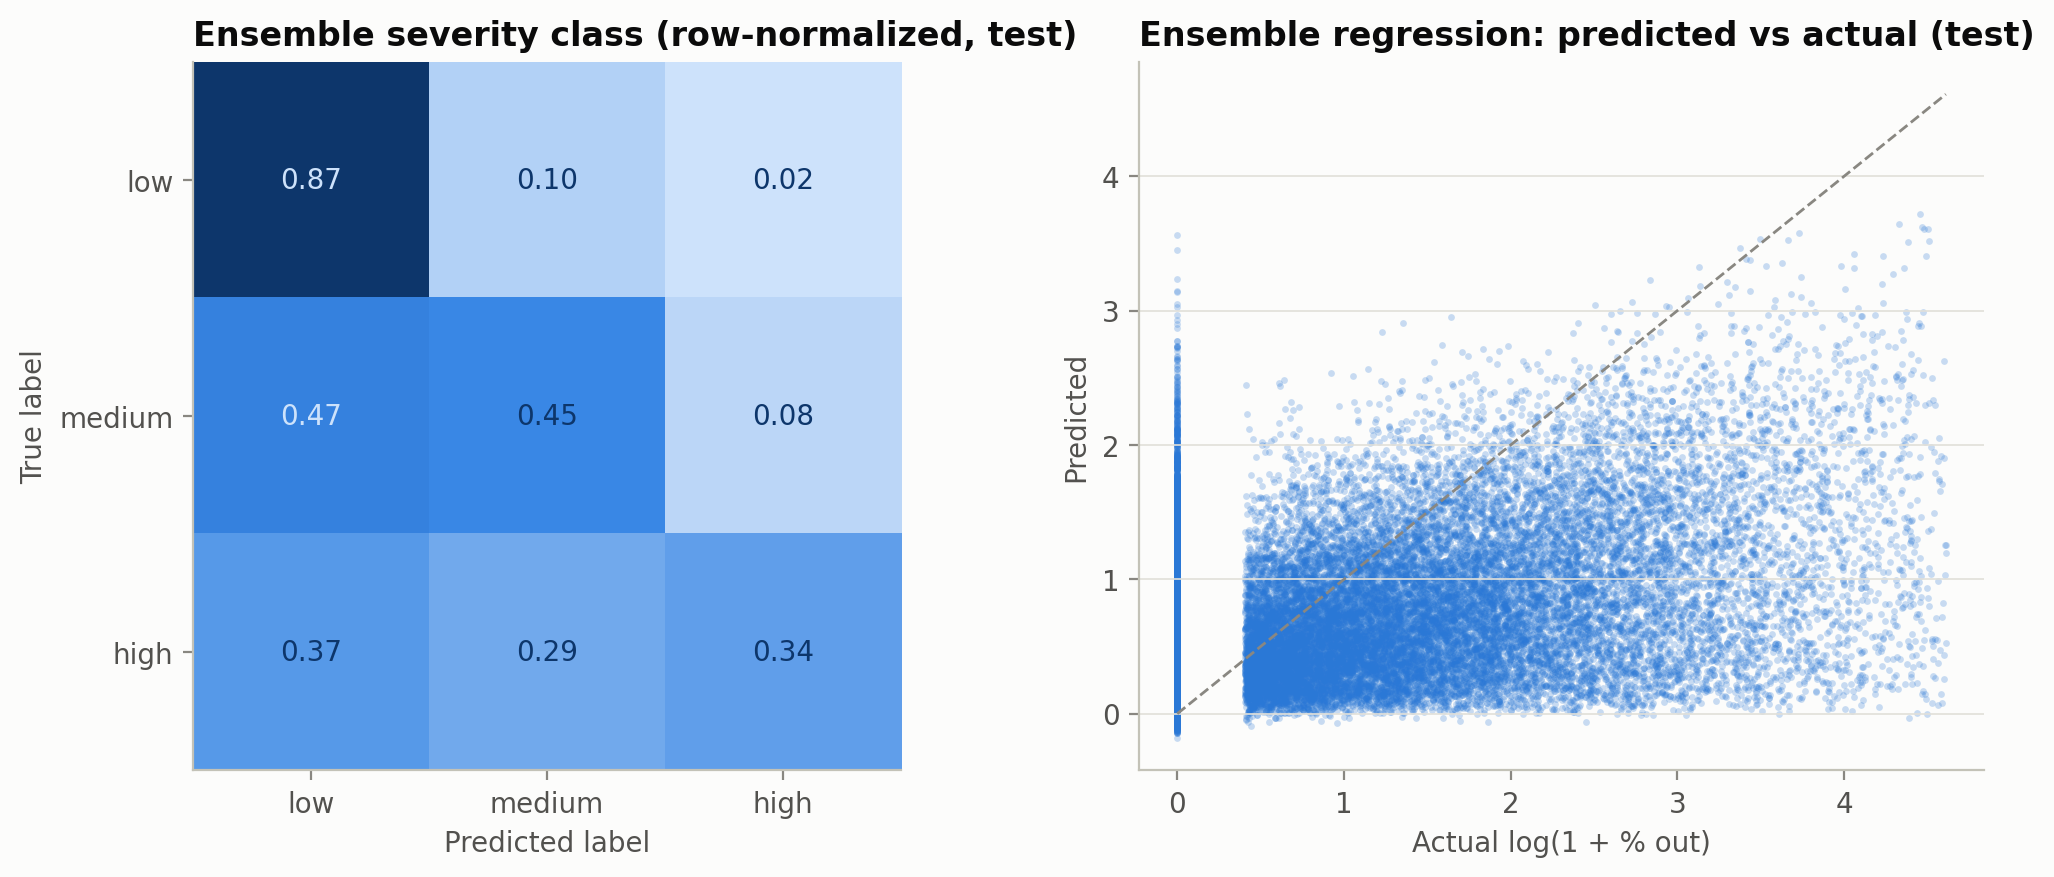 Ensemble severity class (row-normalized, test)
True label
low
medium
high
0.87 0.10 0.02
0.47 0.45 0.08
0.37 0.29 0.34
low medium high
Predicted label
Ensemble regression: predicted vs actual (test)
Predicted
4
3
2
1
0
0 1 2 3 4
Actual log(1 + % out)